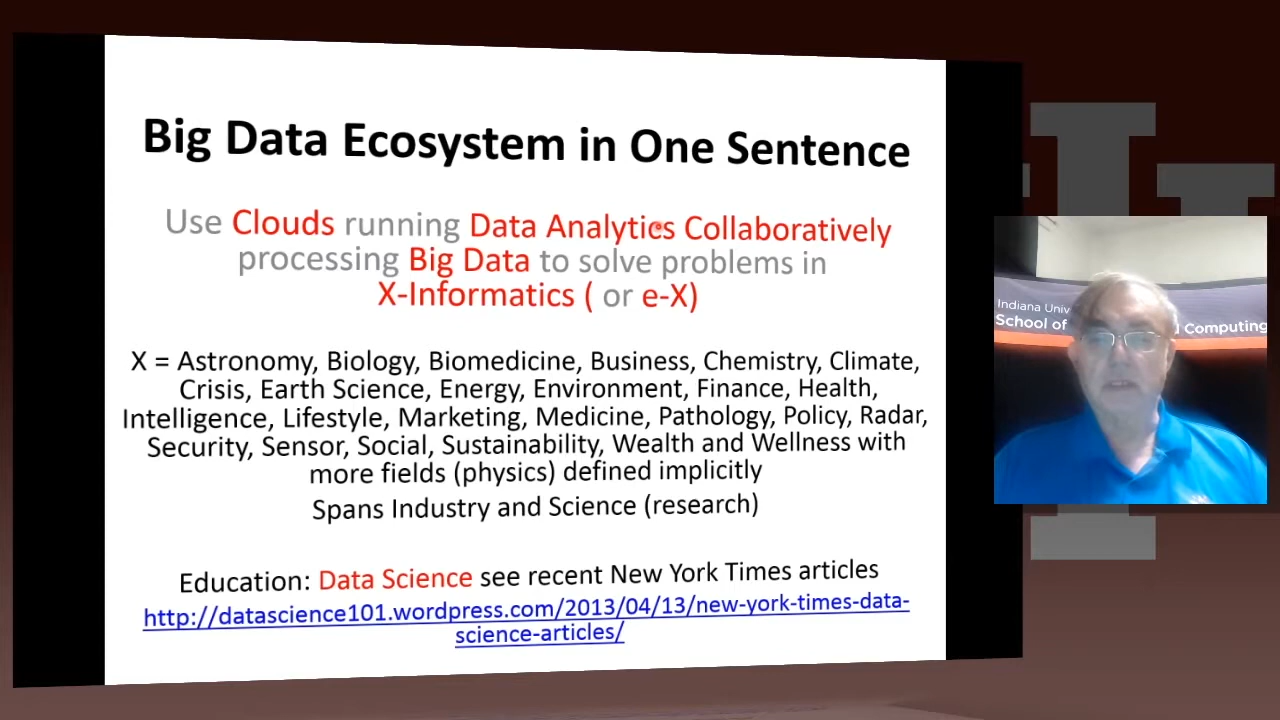 Big Data Ecosystem in One Sentence
Use Clouds running Data Analytics Collaboratively
processing Big Data to solve problems in
X-Informatics ( or e-X)
X = Astronomy, Biology, Biomedicine, Business, Chemistry, Climate,
Crisis, Earth Science, Energy, Environment, Finance, Health,
Intelligence, Lifestyle, Marketing, Medicine, Pathology, Policy, Radar,
Security, Sensor, Social, Sustainability, Wealth and Wellness with
more fields (physics) defined implicitly
Spans Industry and Science (research)
Education: Data Science see recent New York Times articles
http://datascience101.wordpress.com/2013/04/13/new-york-times-data-
science-articles/
Indiana Univ
School of d Computing